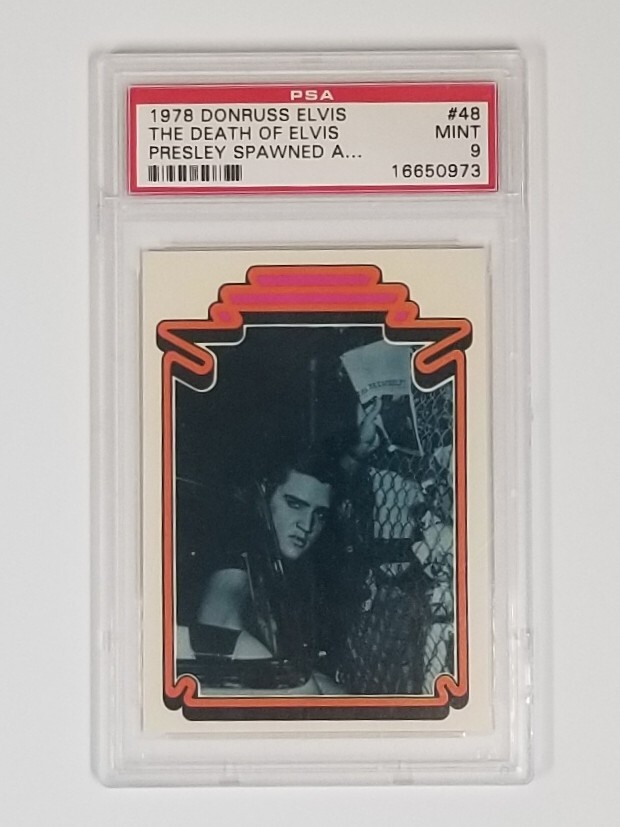 PSA
1978 DONRUSS ELVIS #48
THE DEATH OF ELVIS MINT
PRESLEY SPAWNED A... 9
16650973